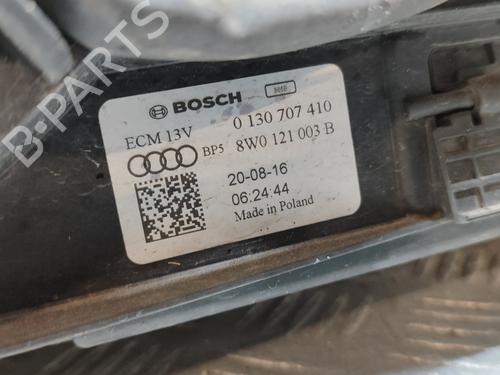 BOSCH
ECM 13V 0 130 707 410
BP5 8W0 121 003 B
20-08-16
06:24:44
Made in Poland